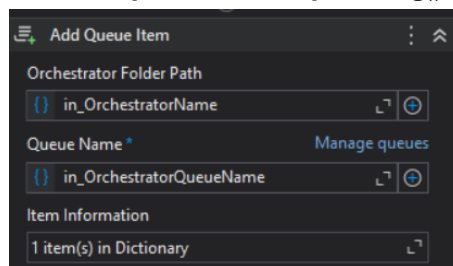 Add Queue Item
Orchestrator Folder Path
{} in_OrchestratorName
Queue Name * Manage queues
{} in_OrchestratorQueueName
Item Information
1 item(s) in Dictionary